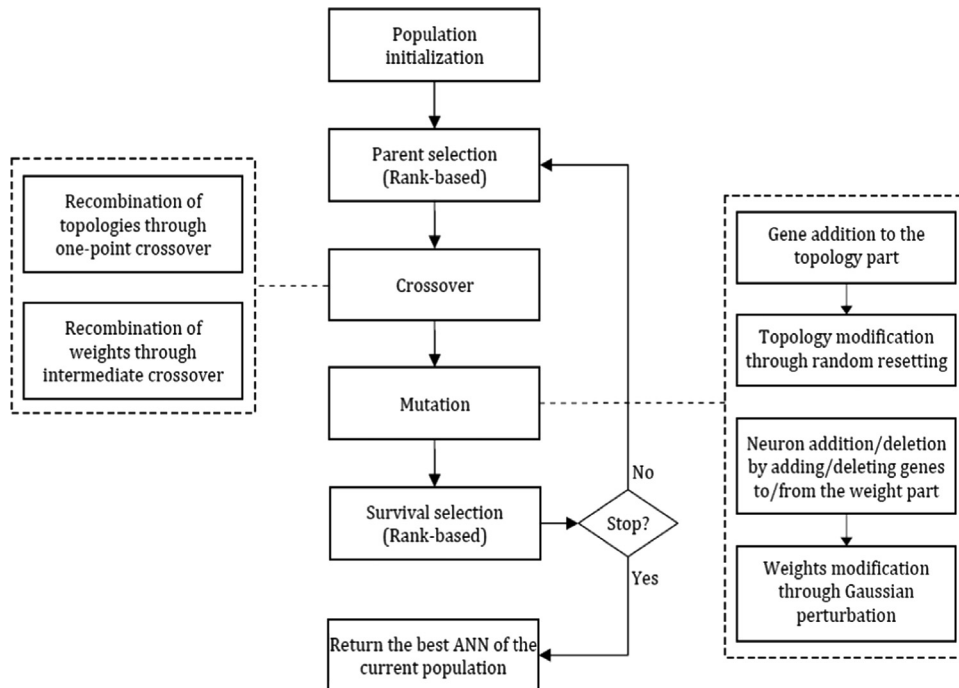 Population
initialization
Parent selection
(Rank-based)
Recombination of
topologies through
one-point crossover
Gene addition to the
topology part
Crossover
Recombination of
weights through
intermediate crossover
Topology modification
through random resetting
Mutation
Neuron addition/deletion
by adding/deleting genes
to/from the weight part
No
Survival selection
(Rank-based)
Stop?
Yes
Weights modification
through Gaussian
perturbation
Return the best ANN of the
current population